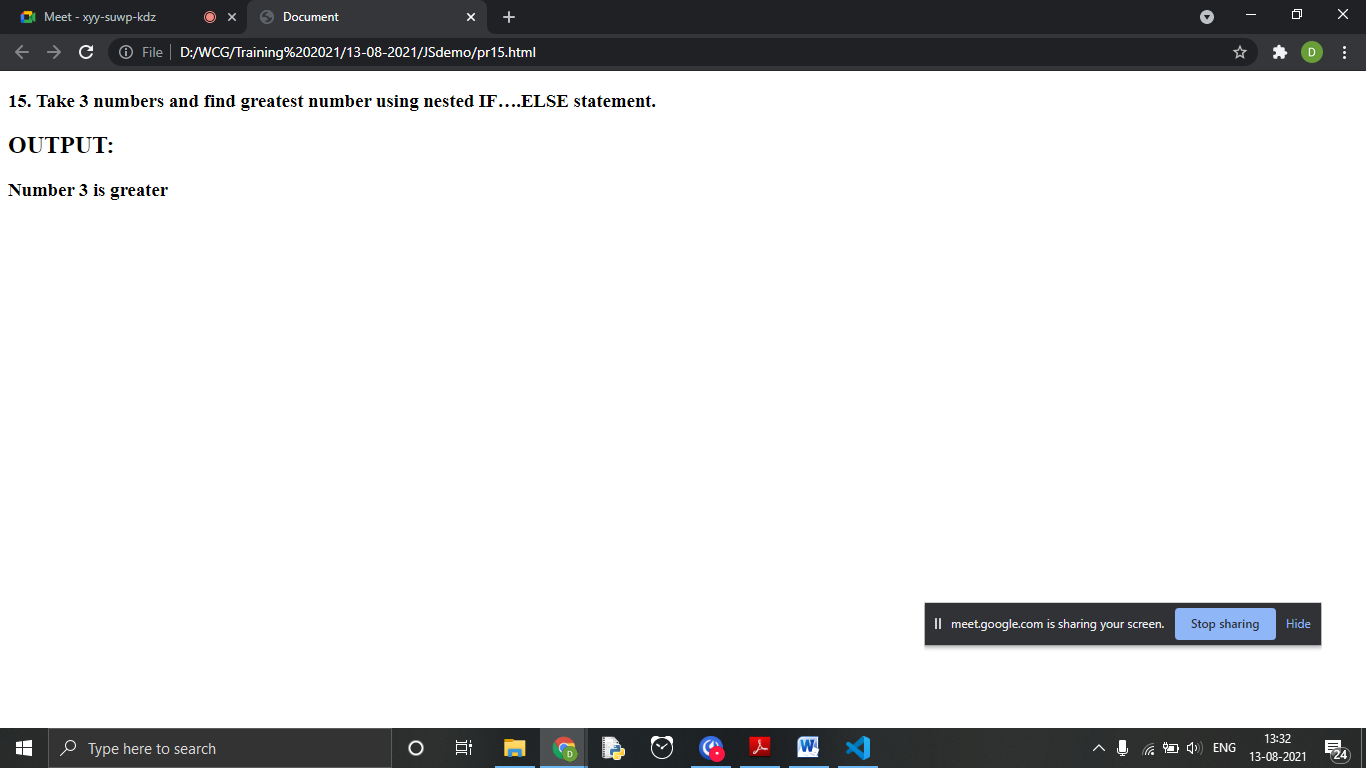 Meet - xyy-suwp-kdz
Document
File
D:/WCG/Training%202021/13-08-2021/JSdemo/pr15.html
D
15. Take 3 numbers and find greatest number using nested IF….ELSE statement.
OUTPUT:
Number 3 is greater
meet.google.com is sharing your screen.
Stop sharing
Hide
Type here to search
D
ENG
13:32
13-08-2021
24